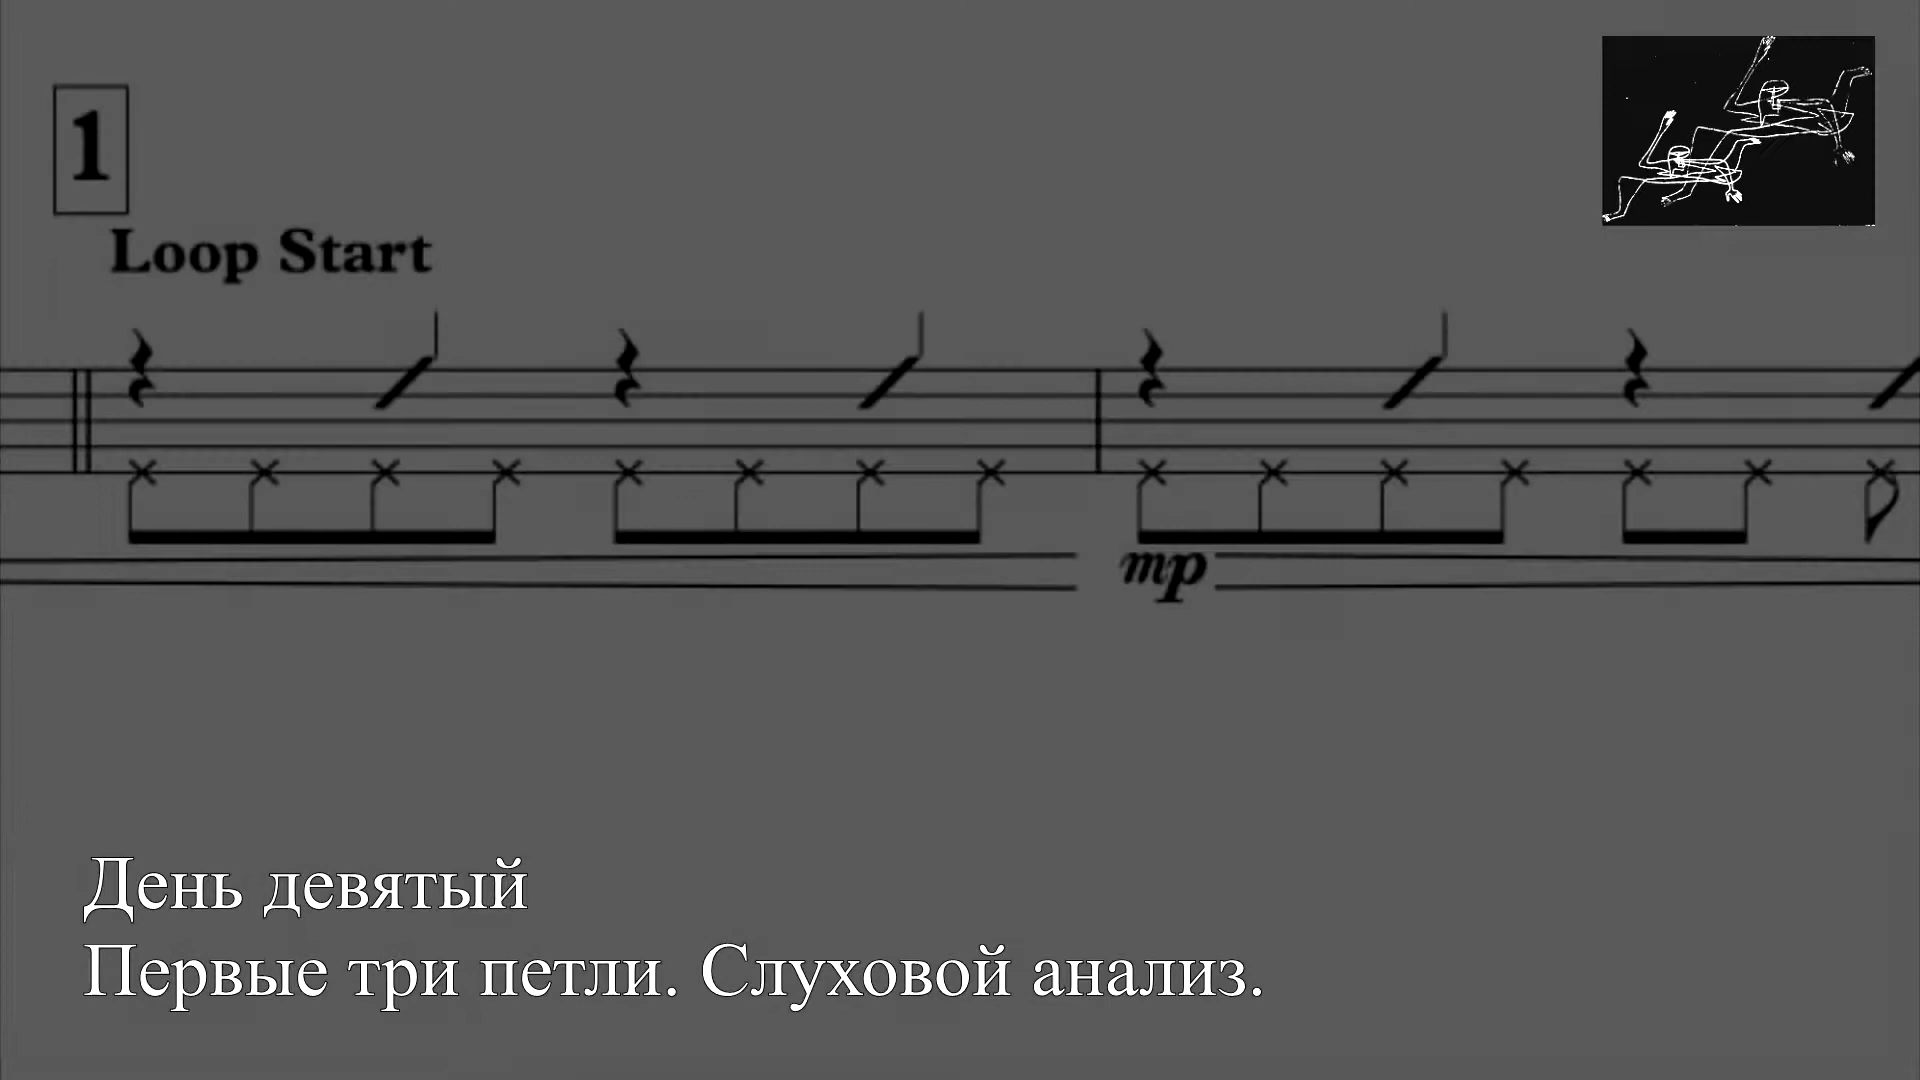 1
Loop Start
mp
День девятый
Первые три петли. Слуховой анализ.